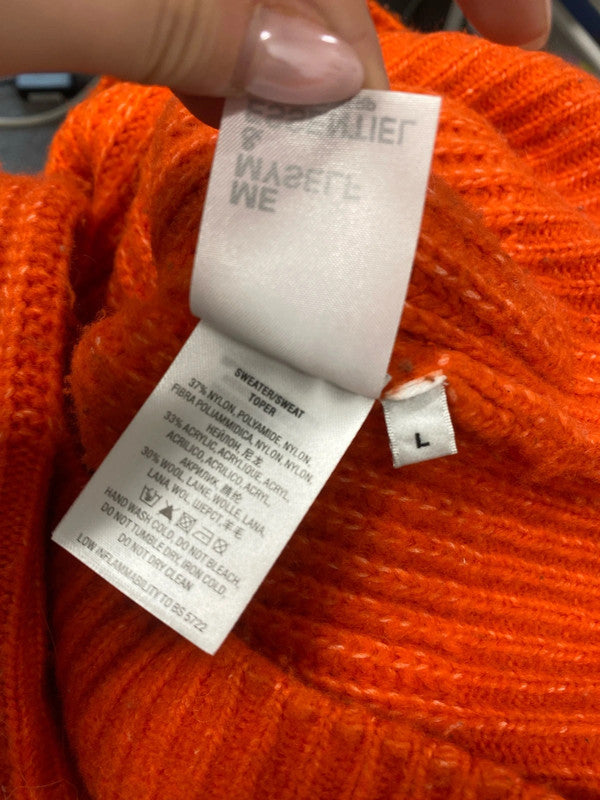 ME
MYSELF
&
ESSENTIEL
SWEATER/SWEAT
TOPER
37% NYLON, POLYAMIDE, NYLON,
FIBRA POLIAMMIDICA, NYLON, NYLON,
НЕЙЛОН, 尼龙
33% ACRYLIC, ACRYLIQUE, ACRYL,
ACRILICO, ACRILICO, ACRYL,
АКРИЛИК, 腈纶
30% WOOL, LAINE, WOLLE, LANA,
LANA, WOL, ШЕРСТ, 羊毛
HAND WASH COLD, DO NOT BLEACH,
DO NOT TUMBLE DRY, IRON COLD,
DO NOT DRY CLEAN
LOW INFLAMMABILITY TO BS 5722
L